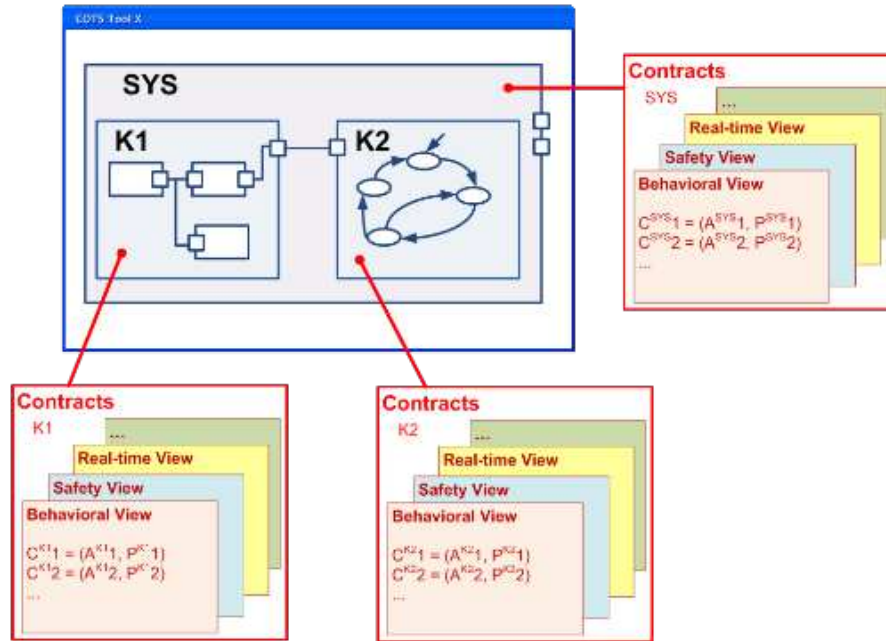 COTS Tool X
SYS
K1
K2
Contracts
SYS
...
Real-time View
Safety View
Behavioral View
C^SYS1 = (A^SYS1, P^SYS1)
C^SYS2 = (A^SYS2, P^SYS2)
...
Contracts
K1
...
Real-time View
Safety View
Behavioral View
C^K11 = (A^K11, P^K11)
C^K12 = (A^K12, P^K12)
...
Contracts
K2
...
Real-time View
Safety View
Behavioral View
C^K21 = (A^K21, P^K21)
C^K22 = (A^K22, P^K22)
...